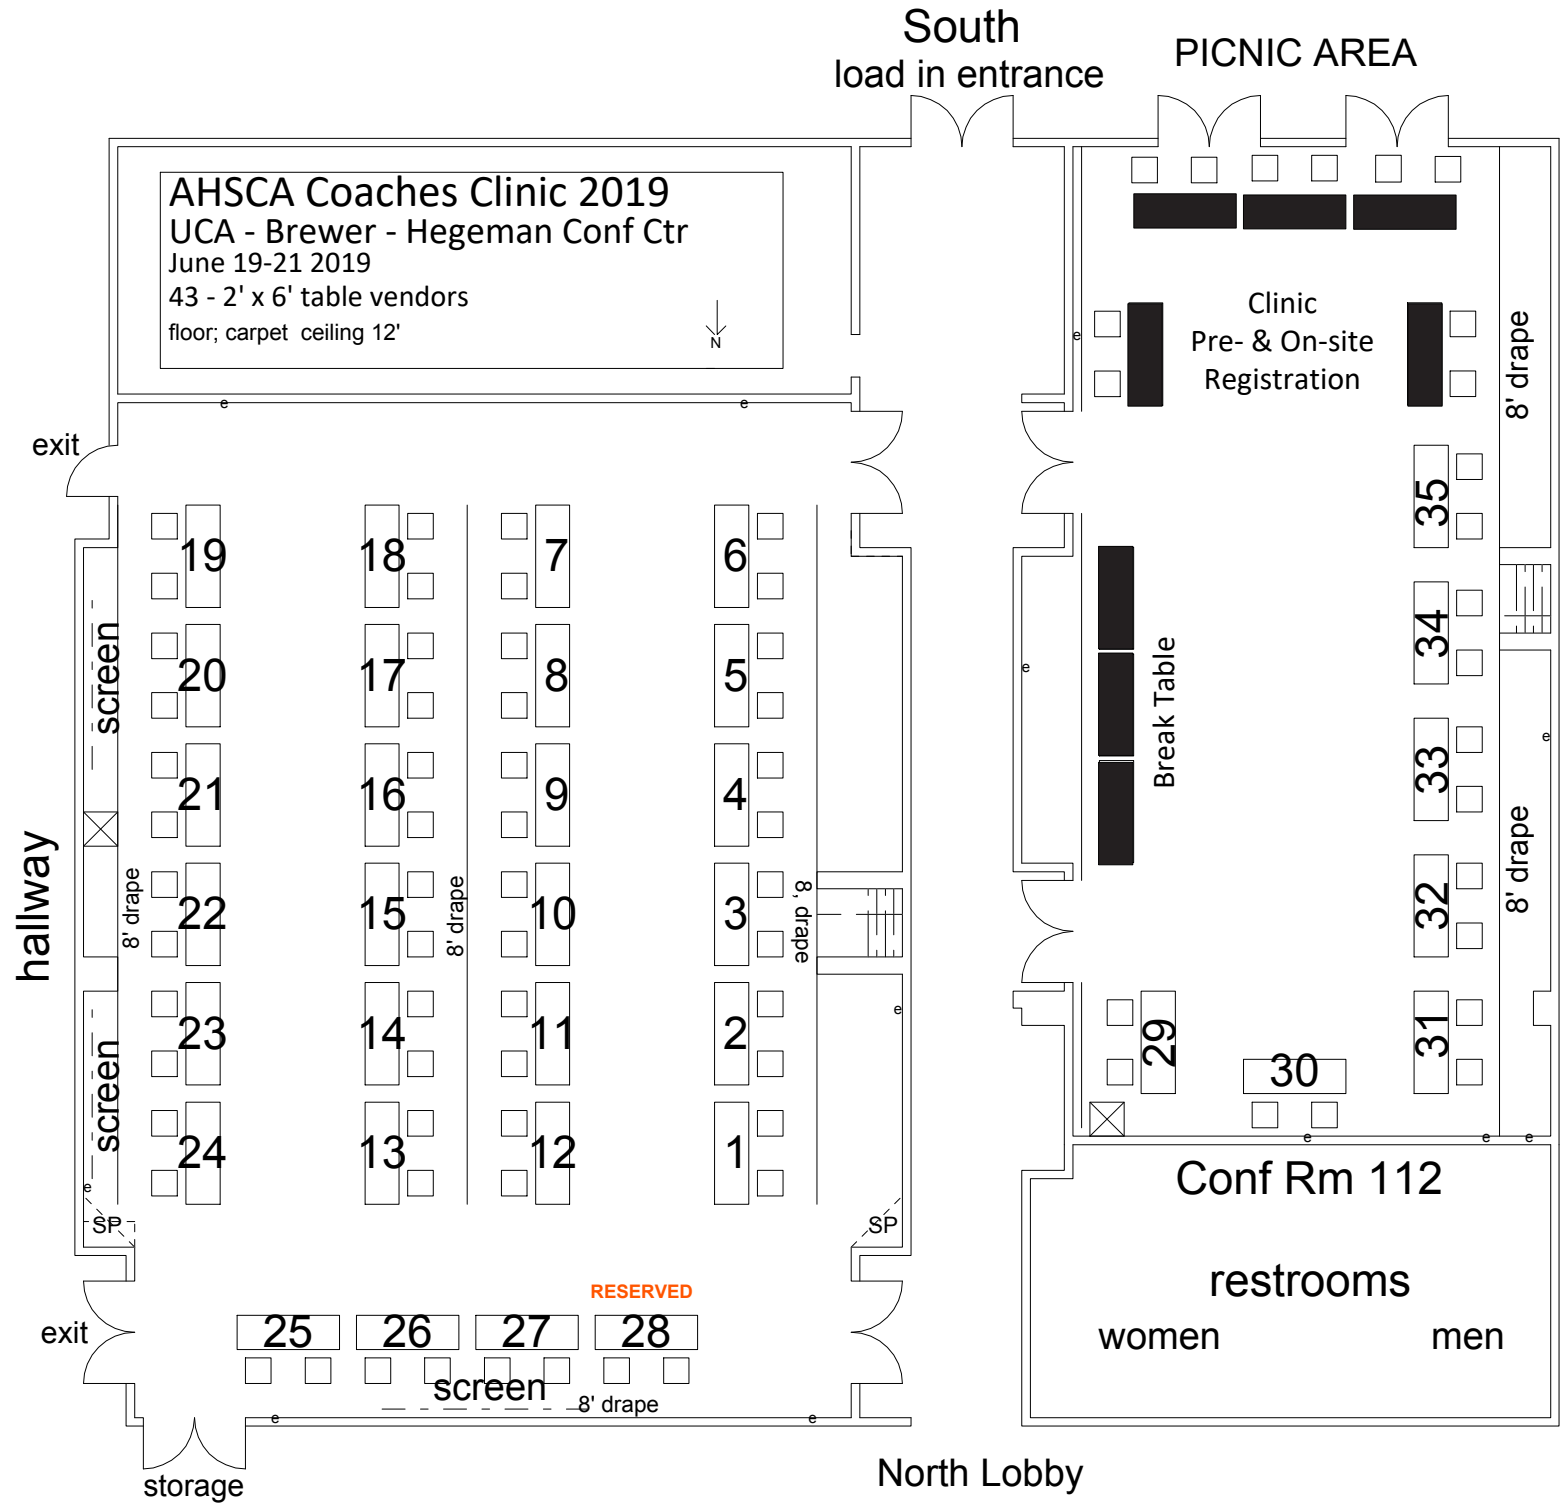 South
load in entrance
PICNIC AREA
AHSCA Coaches Clinic 2019
UCA - Brewer - Hegeman Conf Ctr
June 19-21 2019
43 - 2' x 6' table vendors
floor; carpet ceiling 12'
N
Clinic
Pre- & On-site
Registration
8' drape
e
e
e
exit
19
18
7
6
35
screen
20
17
8
5
34
e
Break Table
21
16
9
4
33
e
hallway
8' drape
22
15
8' drape
10
3
8, drape
32
8' drape
23
14
11
2
e
29
30
31
screen
24
13
12
1
e
e
e
e
SP
SP
Conf Rm 112
restrooms
women
men
RESERVED
exit
25
26
27
28
screen
8' drape
e
e
storage
North Lobby